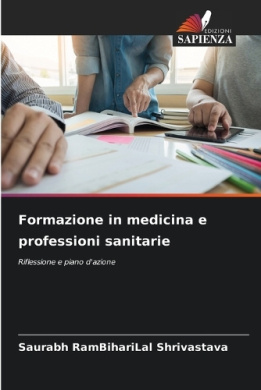 EDIZIONI
SAPIENZA
Formazione in medicina e
professioni sanitarie
Riflessione e piano d'azione
Saurabh RamBihariLal Shrivastava